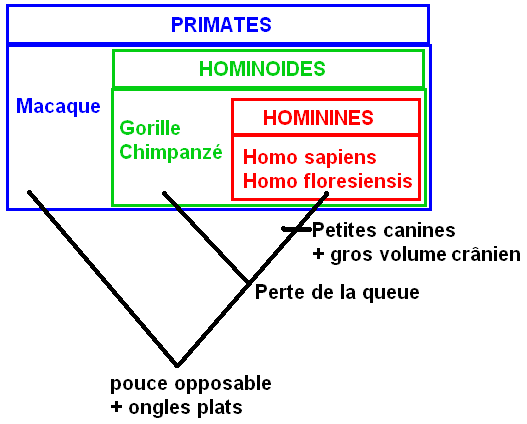 PRIMATES
HOMINOIDES
Macaque
HOMININES
Gorille
Chimpanzé
Homo sapiens
Homo floresiensis
Petites canines
+ gros volume crânien
Perte de la queue
pouce opposable
+ ongles plats